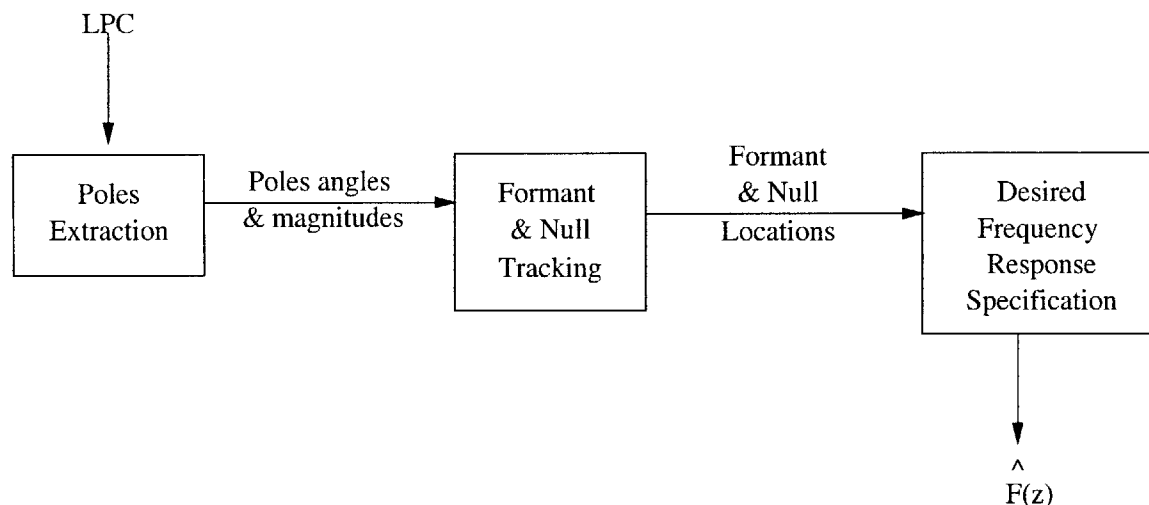 LPC
Poles
Extraction
Poles angles
& magnitudes
Formant
& Null
Tracking
Formant
& Null
Locations
Desired
Frequency
Response
Specification
^
F(z)